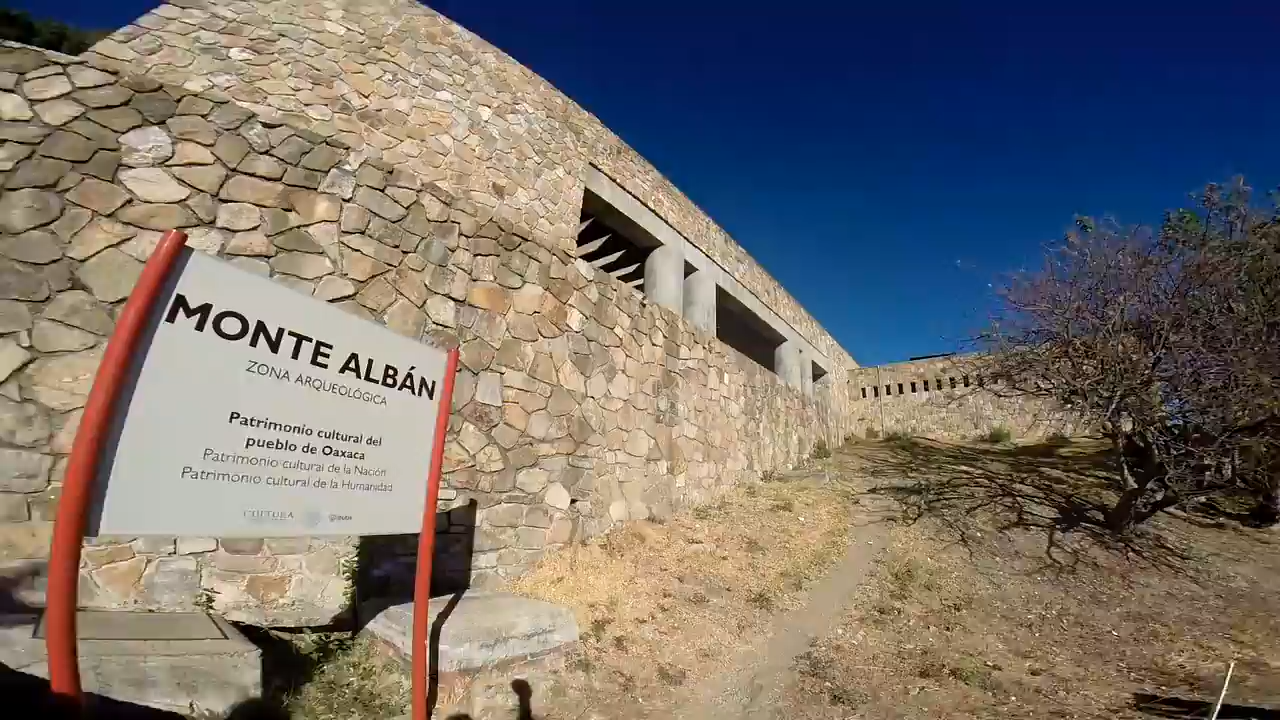 MONTE ALBÁN
ZONA ARQUEOLÓGICA
Patrimonio cultural del
pueblo de Oaxaca
Patrimonio cultural de la Nación
Patrimonio cultural de la Humanidad
CULTURA